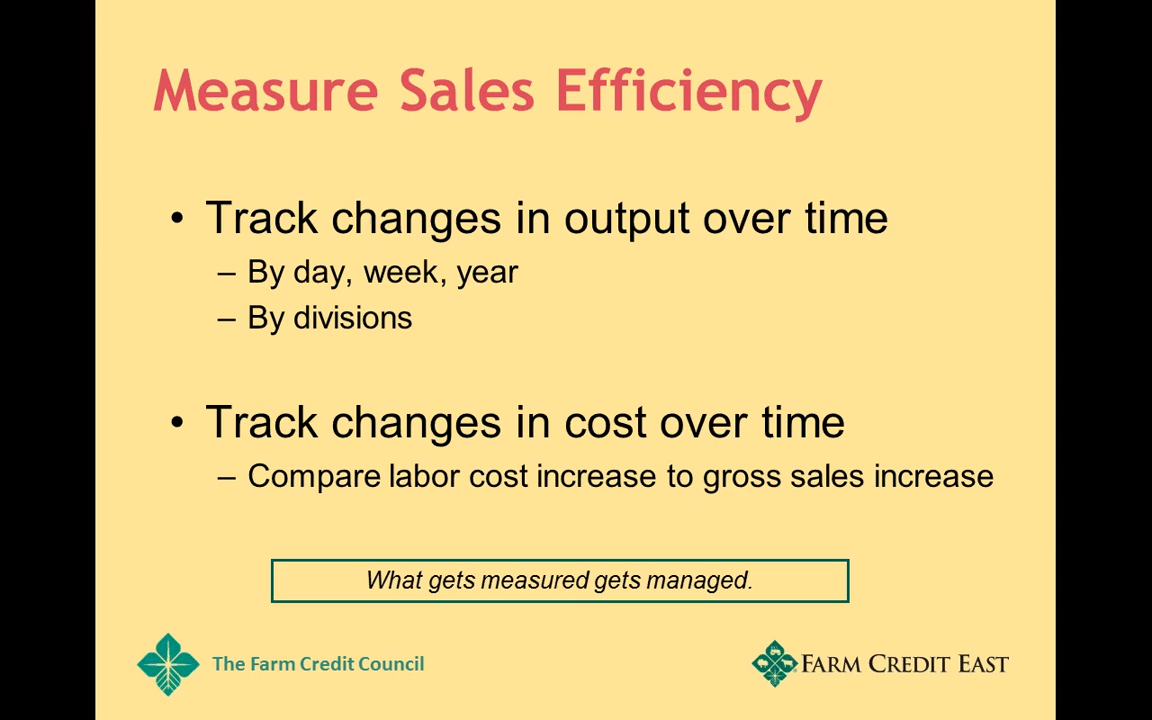 Measure Sales Efficiency
• Track changes in output over time
– By day, week, year
– By divisions
• Track changes in cost over time
– Compare labor cost increase to gross sales increase
What gets measured gets managed.
The Farm Credit Council
FARM CREDIT EAST